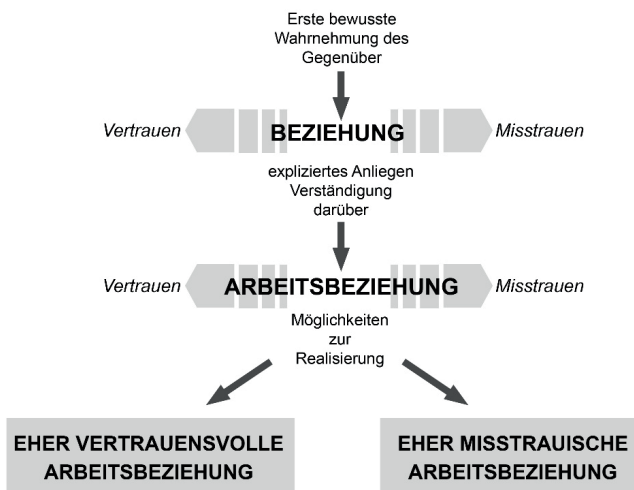 Erste bewusste
Wahrnehmung des
Gegenüber
Vertrauen BEZIEHUNG Misstrauen
expliziertes Anliegen
Verständigung
darüber
Vertrauen ARBEITSBEZIEHUNG Misstrauen
Möglichkeiten
zur
Realisierung
EHER VERTRAUENSVOLLE
ARBEITSBEZIEHUNG
EHER MISSTRAUISCHE
ARBEITSBEZIEHUNG